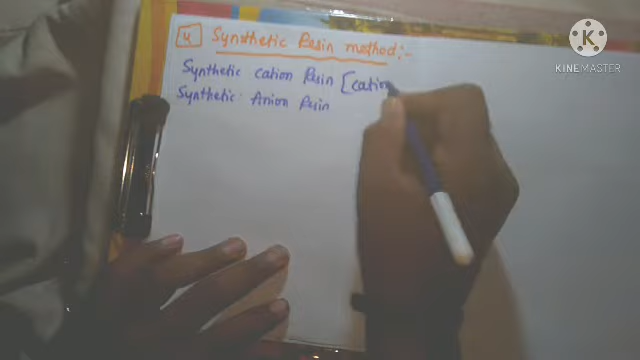 4 Synthetic Resin method:-
Synthetic cation Resin [cation
Synthetic Anion Resin
K
KINEMASTER